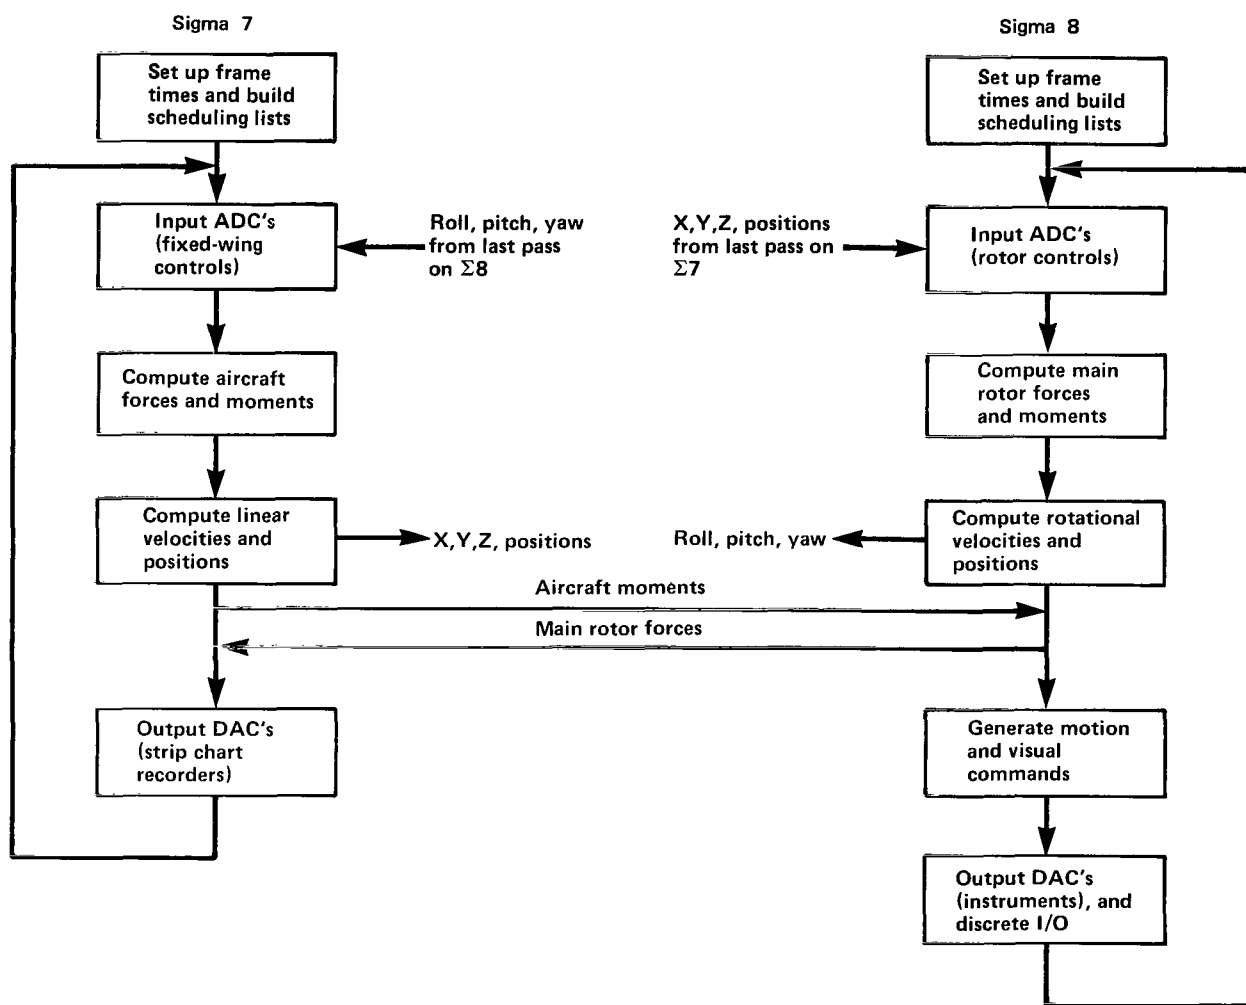 Sigma 7
Set up frame
times and build
scheduling lists
Input ADC's
(fixed-wing
controls)
Roll, pitch, yaw
from last pass
on Σ8
Compute aircraft
forces and moments
Compute linear
velocities and
positions
X,Y,Z, positions
Aircraft moments
Main rotor forces
Output DAC's
(strip chart
recorders)
Sigma 8
Set up frame
times and build
scheduling lists
X,Y,Z, positions
from last pass on
Σ7
Input ADC's
(rotor controls)
Compute main
rotor forces
and moments
Roll, pitch, yaw
Compute rotational
velocities and
positions
Generate motion
and visual
commands
Output DAC's
(instruments), and
discrete I/O